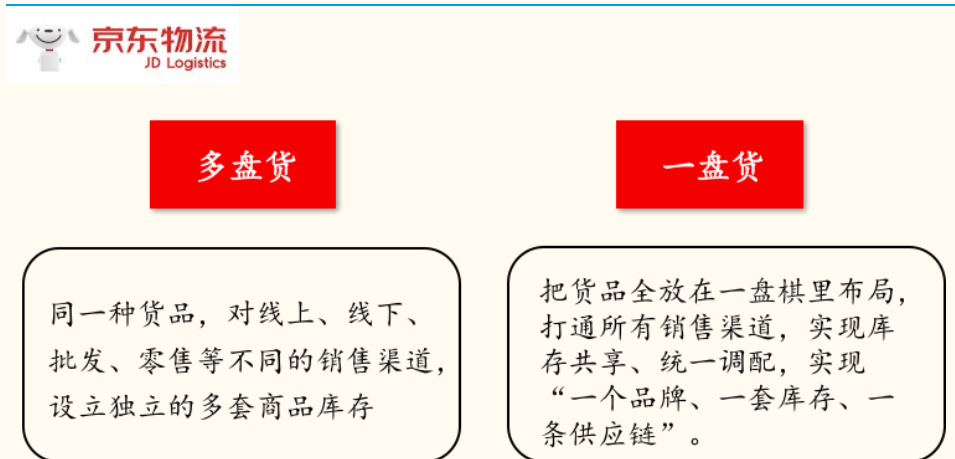 京东物流
JD Logistics
多盘货
一盘货
同一种货品，对线上、线下、
批发、零售等不同的销售渠道，
设立独立的多套商品库存
把货品全放在一盘棋里布局，
打通所有销售渠道，实现库
存共享、统一调配，实现
“一个品牌、一套库存、一
条供应链”。